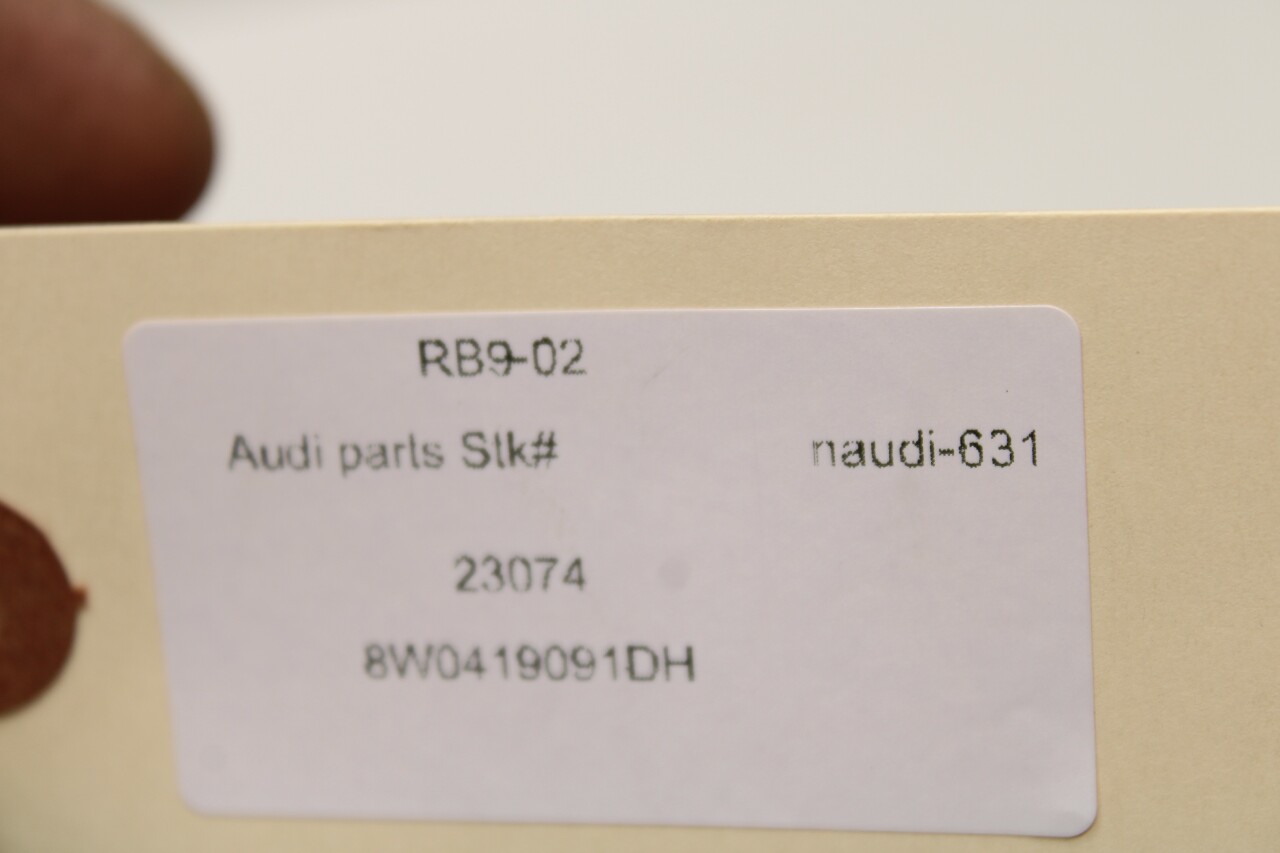 RB9-02
Audi parts Stk# naudi-631
23074
8W0419091DH